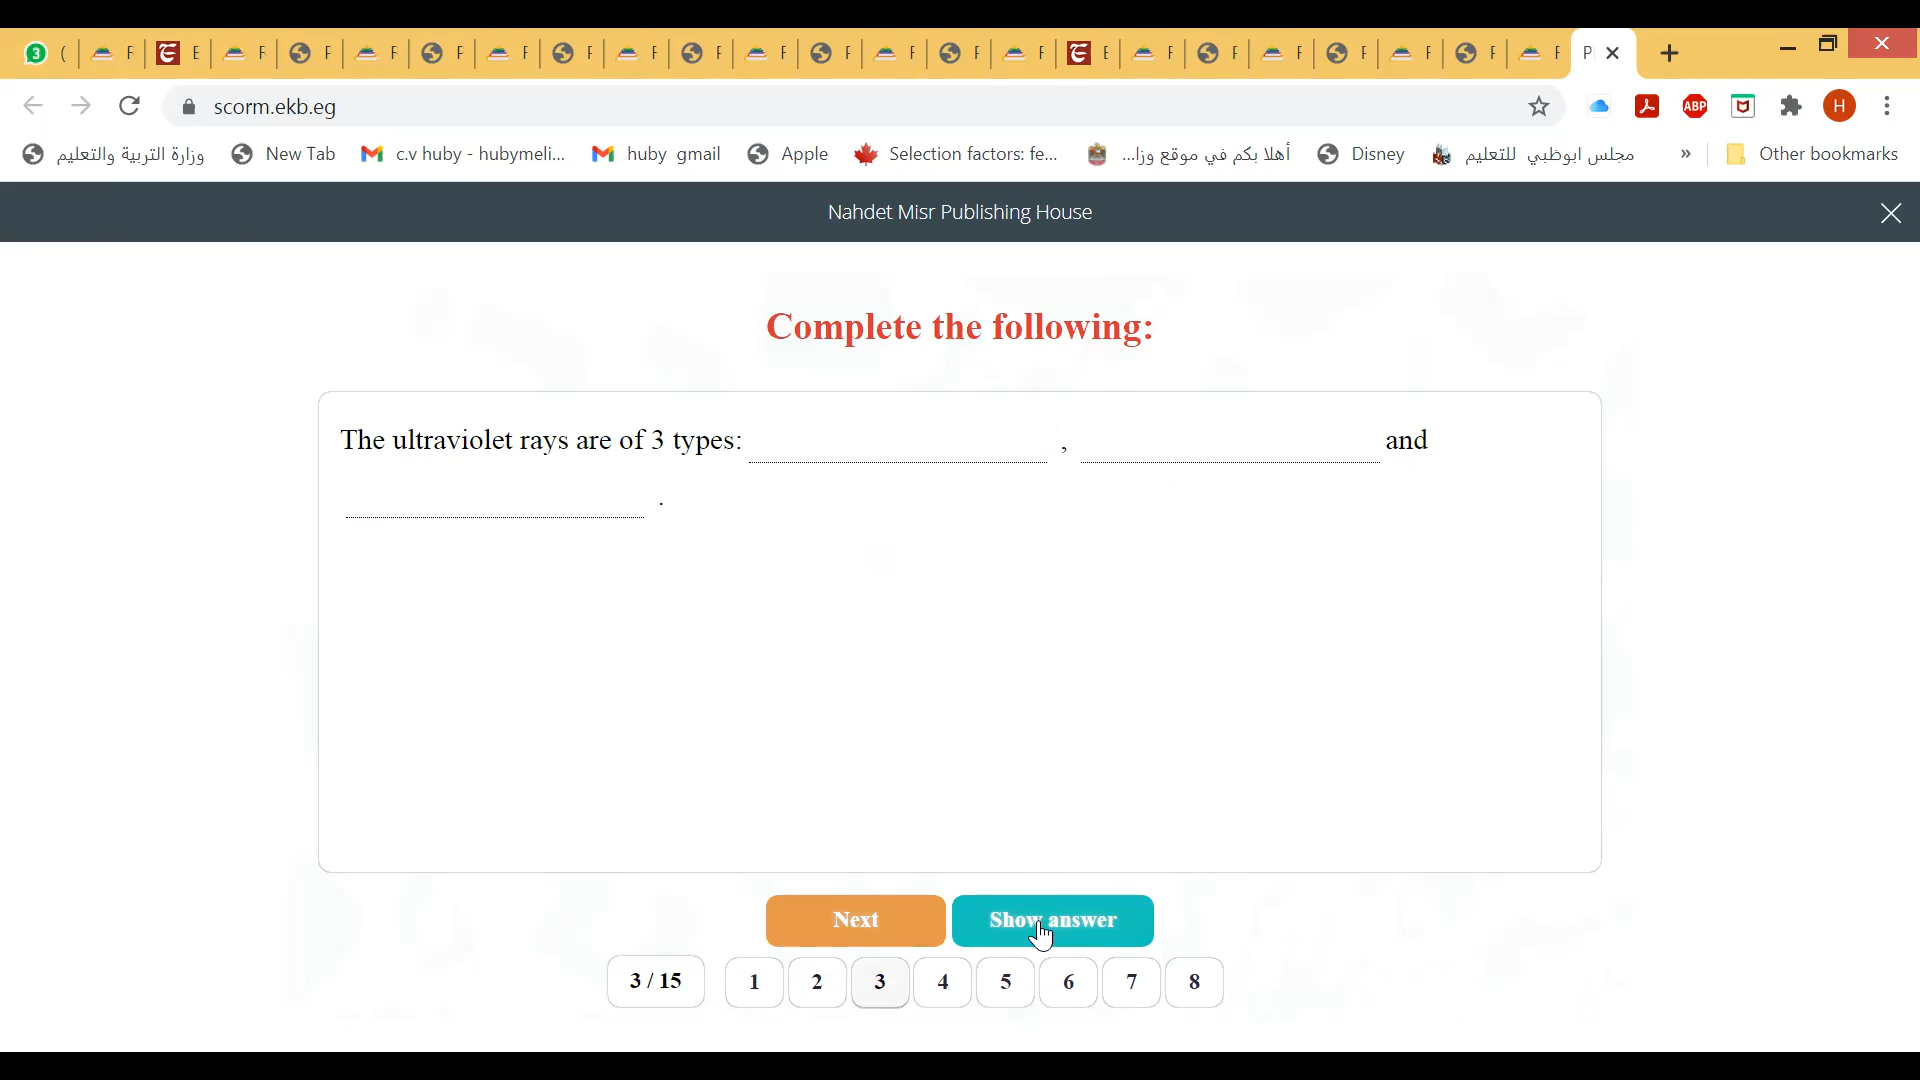 3 ( F E F F F F F F F F F F F F F E F F F F F F F P
scorm.ekb.eg ABP H
وزارة التربية والتعليم New Tab c.v huby - hubymeli... huby gmail Apple Selection factors: fe... أهلا بكم في موقع وزا... Disney مجلس ابوظبي للتعليم » Other bookmarks
Nahdet Misr Publishing House
Complete the following:
The ultraviolet rays are of 3 types: , and
.
Next Show answer
3 / 15 1 2 3 4 5 6 7 8